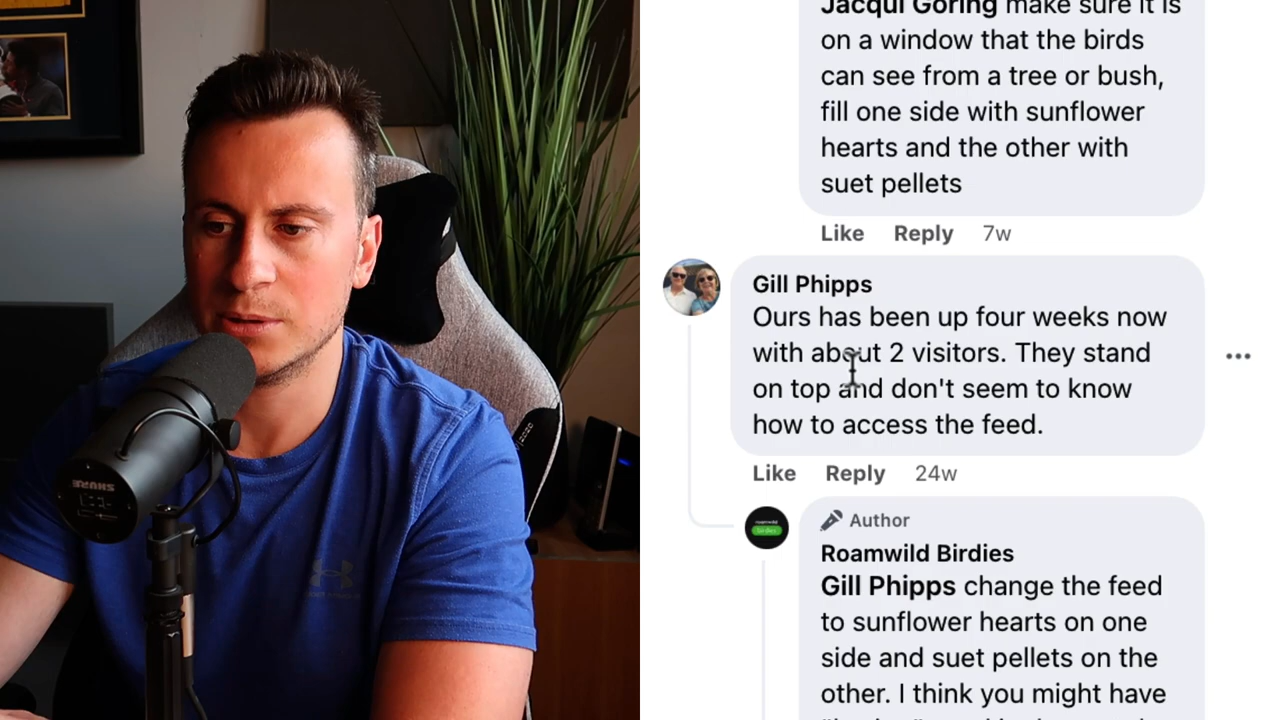 Jacqui Goring make sure it is
on a window that the birds
can see from a tree or bush,
fill one side with sunflower
hearts and the other with
suet pellets
Like Reply 7w
Gill Phipps
Ours has been up four weeks now
with about 2 visitors. They stand
on top and don't seem to know
how to access the feed.
Like Reply 24w
Author
Roamwild Birdies
Gill Phipps change the feed
to sunflower hearts on one
side and suet pellets on the
other. I think you might have
SHURE